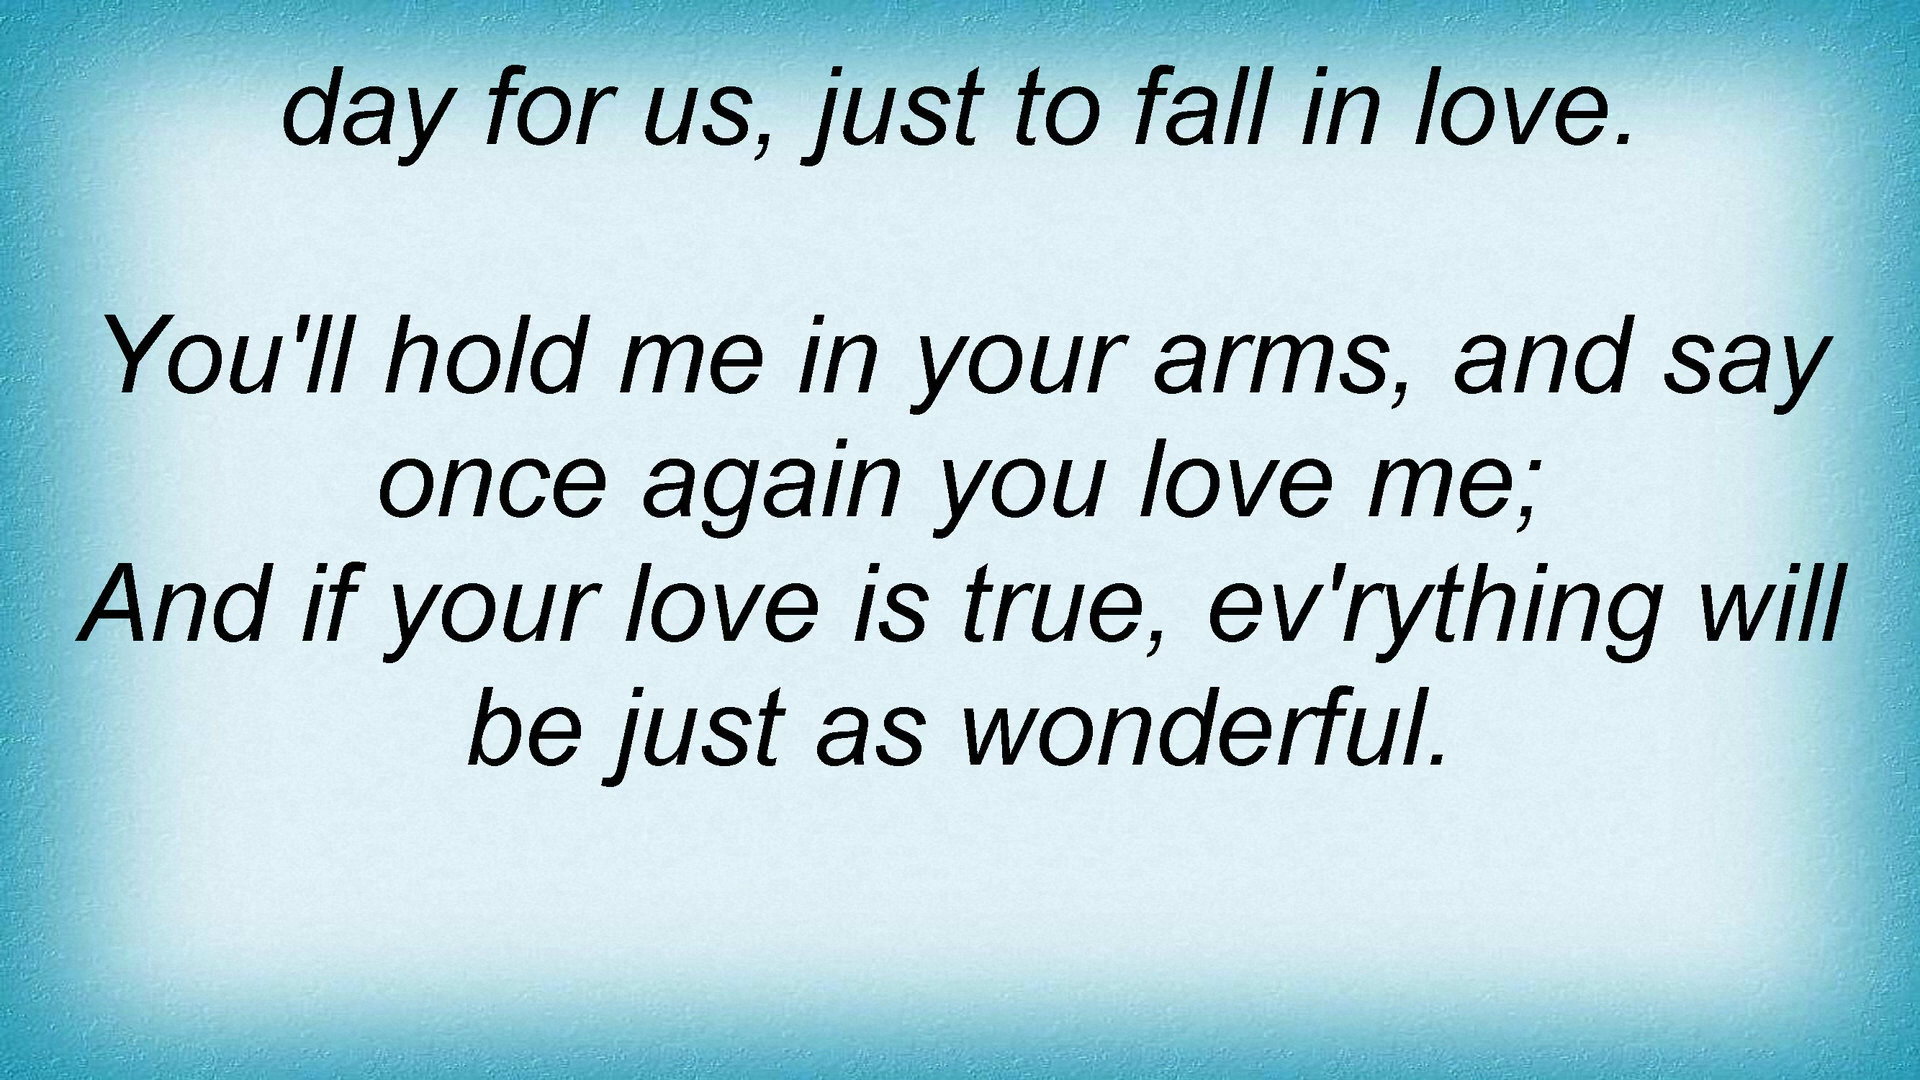 day for us, just to fall in love.
You'll hold me in your arms, and say
once again you love me;
And if your love is true, ev'rything will
be just as wonderful.